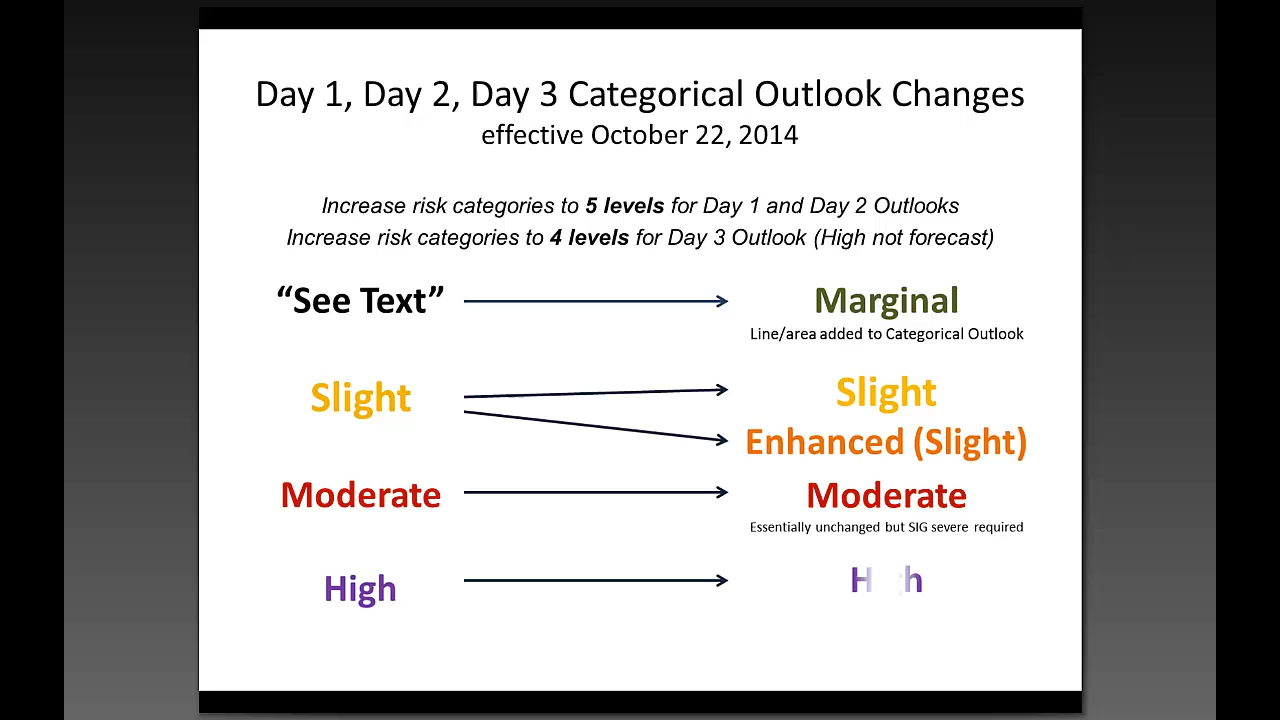 Day 1, Day 2, Day 3 Categorical Outlook Changes
effective October 22, 2014
Increase risk categories to 5 levels for Day 1 and Day 2 Outlooks
Increase risk categories to 4 levels for Day 3 Outlook (High not forecast)
“See Text” Marginal
Line/area added to Categorical Outlook
Slight Slight
Enhanced (Slight)
Moderate Moderate
Essentially unchanged but SIG severe required
High